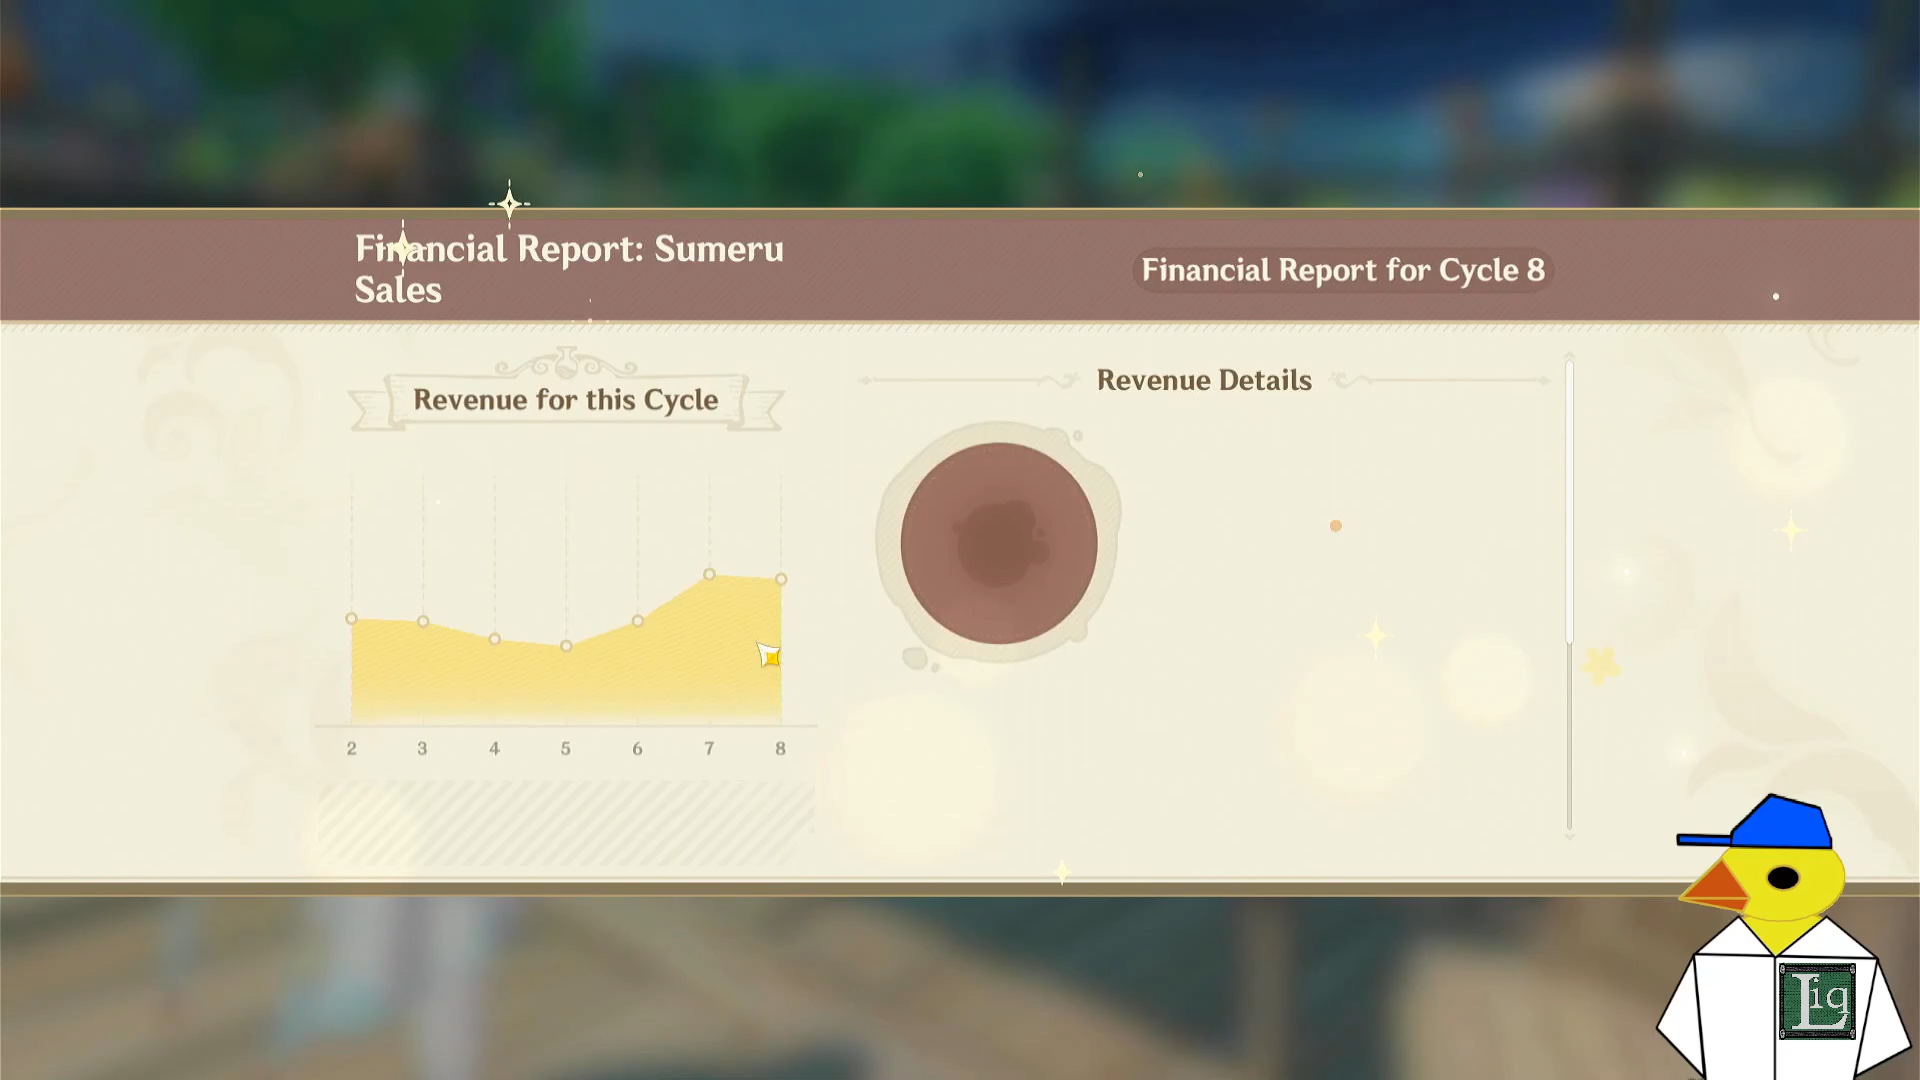 Financial Report: Sumeru
Sales
Financial Report for Cycle 8
Revenue for this Cycle
Revenue Details
2 3 4 5 6 7 8
Liq